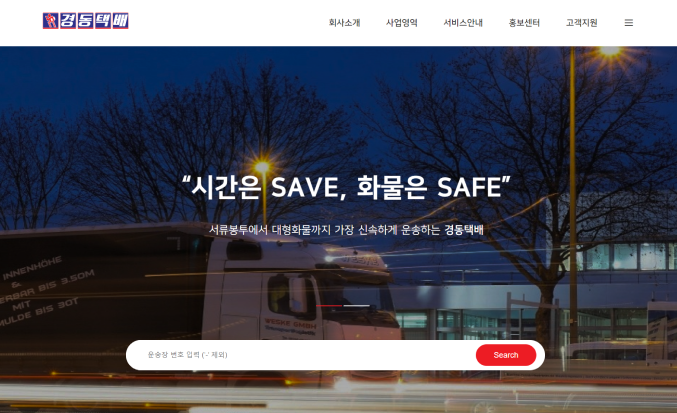 경동택배
회사소개 사업영역 서비스안내 홍보센터 고객지원
“시간은 SAVE, 화물은 SAFE”
서류봉투에서 대형화물까지 가장 신속하게 운송하는 경동택배
INNENHÖHE
BIS 3.50M
MIT
MULDE BIS 30T
WESKE GMBH
운송장 번호 입력 ('-' 제외)
Search